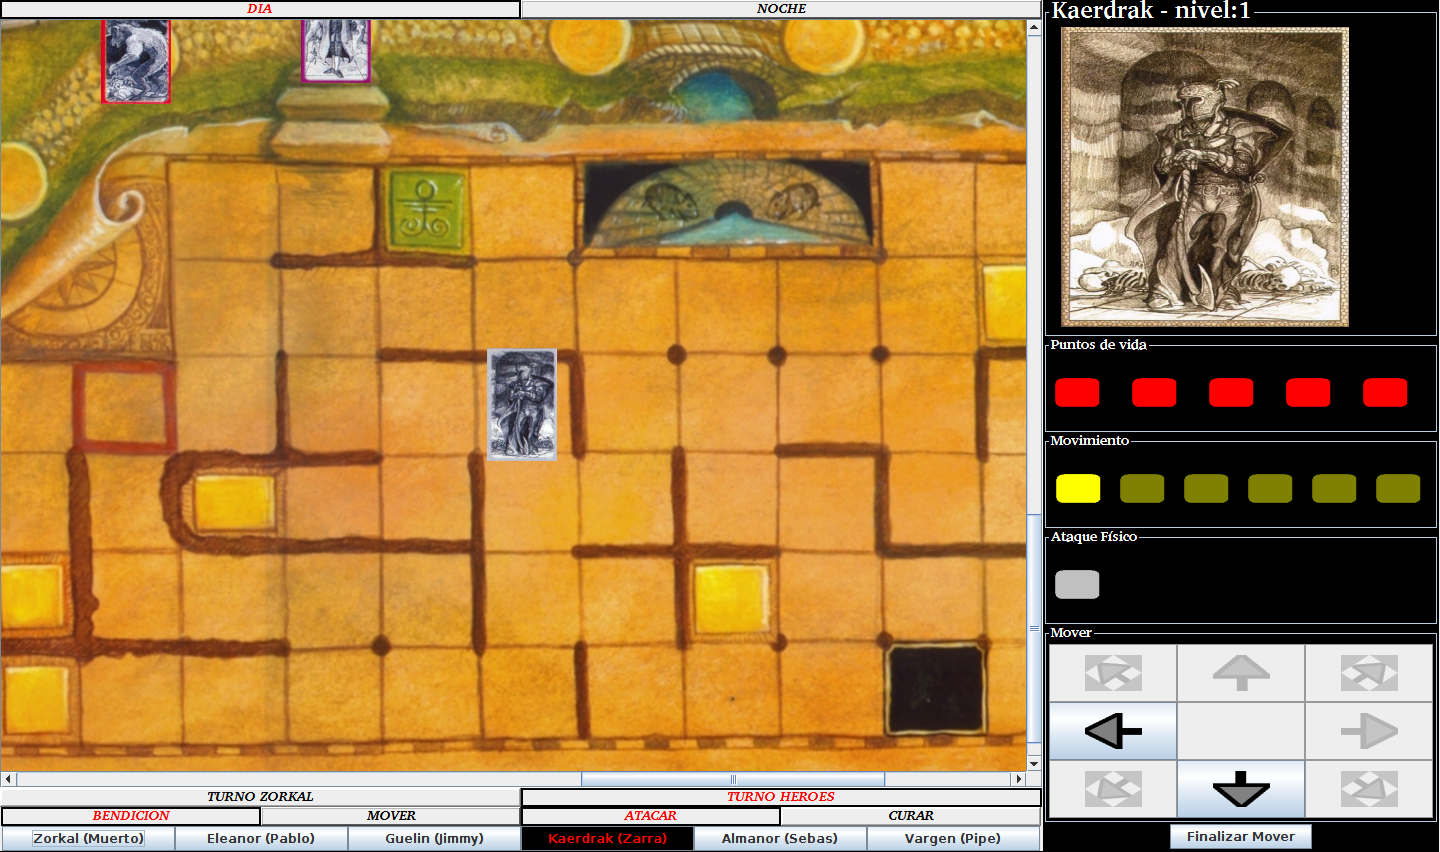 DIA
NOCHE
Kaerdrak - nivel:1
Puntos de vida
Movimiento
Ataque Físico
Mover
TURNO ZORKAL
TURNO HEROES
BENDICION
MOVER
ATACAR
CURAR
Zorkal (Muerto)
Eleanor (Pablo)
Guelin (Jimmy)
Kaerdrak (Zarra)
Almanor (Sebas)
Vargen (Pipe)
Finalizar Mover